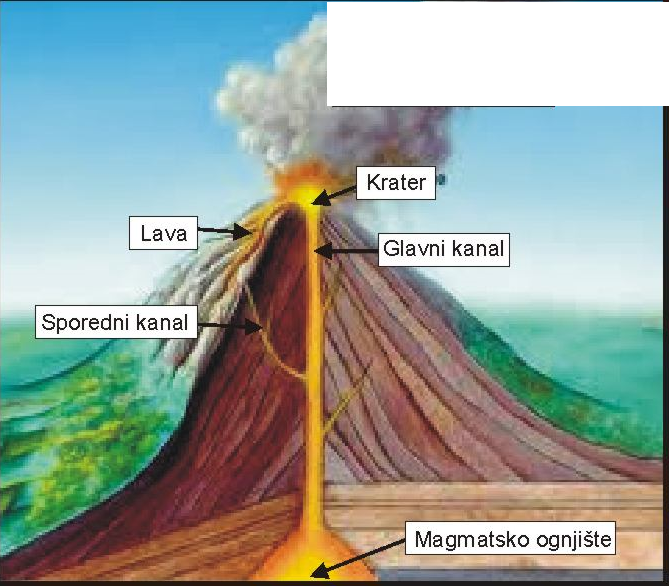 Krater
Lava
Glavni kanal
Sporedni kanal
Magmatsko ognjište